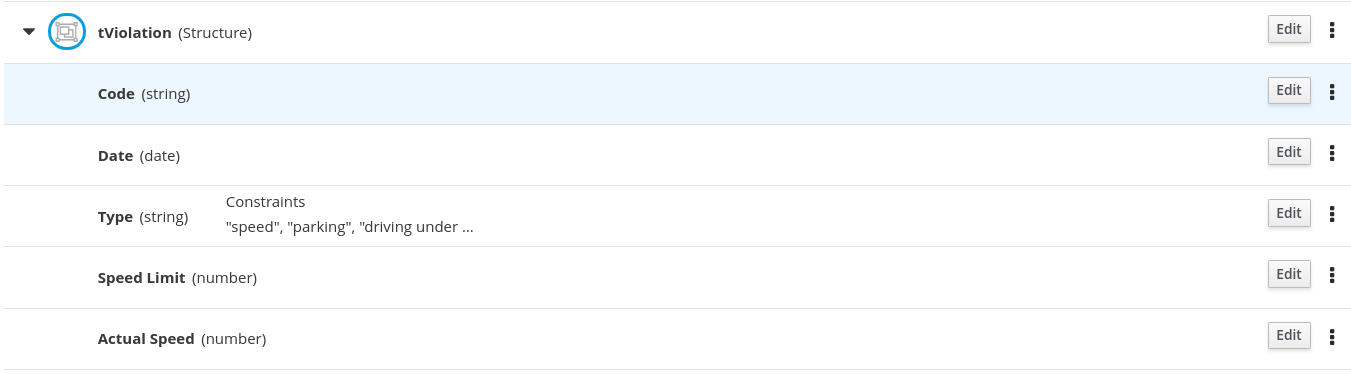 tViolation (Structure) Edit
Code (string) Edit
Date (date) Edit
Constraints
Type (string) "speed", "parking", "driving under ... Edit
Speed Limit (number) Edit
Actual Speed (number) Edit